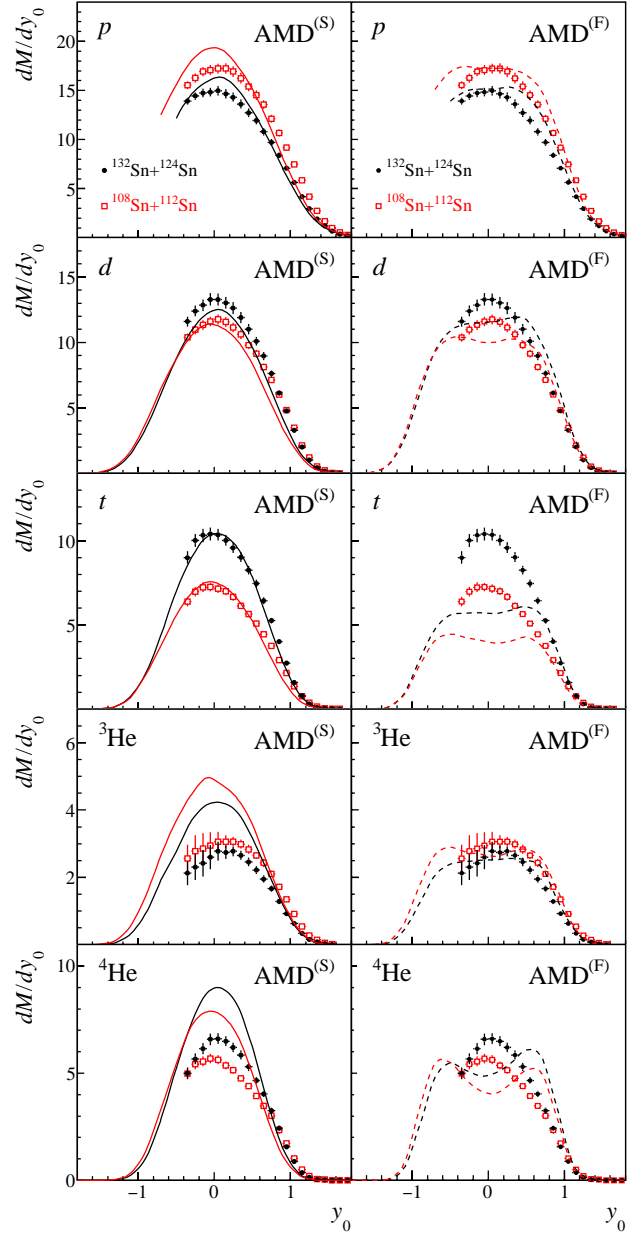 dM/dy₀
20
15
10
5
p
AMD⁽ˢ⁾
¹³²Sn+¹²⁴Sn
¹⁰⁸Sn+¹¹²Sn
p
AMD⁽ᶠ⁾
¹³²Sn+¹²⁴Sn
¹⁰⁸Sn+¹¹²Sn
dM/dy₀
15
10
5
d
AMD⁽ˢ⁾
d
AMD⁽ᶠ⁾
dM/dy₀
10
5
t
AMD⁽ˢ⁾
t
AMD⁽ᶠ⁾
dM/dy₀
6
4
2
³He
AMD⁽ˢ⁾
³He
AMD⁽ᶠ⁾
dM/dy₀
10
5
0
⁴He
AMD⁽ˢ⁾
⁴He
AMD⁽ᶠ⁾
−1 0 1
y₀
−1 0 1
y₀